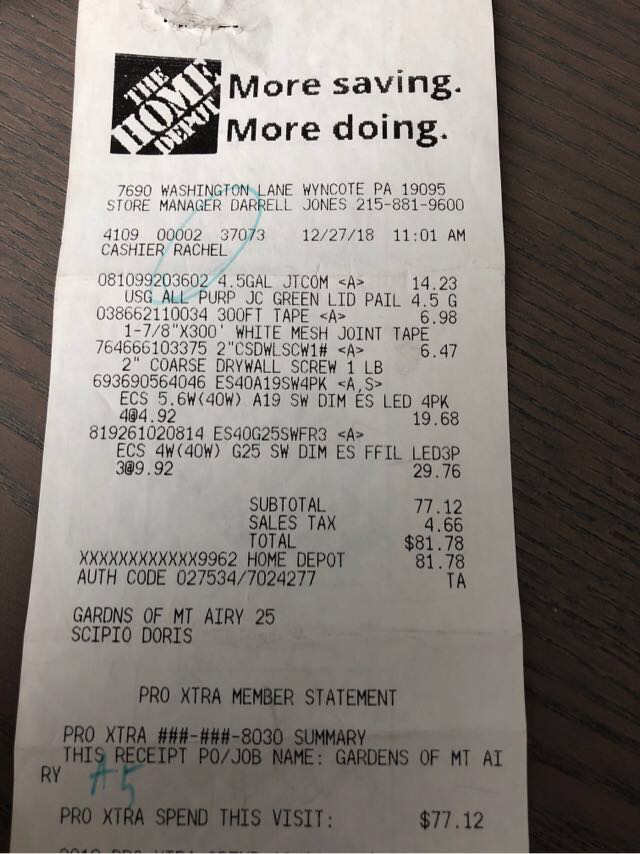 THE
HOME
DEPOT
More saving.
More doing.
7690 WASHINGTON LANE WYNCOTE PA 19095
STORE MANAGER DARRELL JONES 215-881-9600
4109 00002 37073 12/27/18 11:01 AM
CASHIER RACHEL
081099203602 4.5GAL JTCOM <A> 14.23
USG ALL PURP JC GREEN LID PAIL 4.5 G
038662110034 300FT TAPE <A> 6.98
1-7/8"X300' WHITE MESH JOINT TAPE
764666103375 2"CSDWLSCW1# <A> 6.47
2" COARSE DRYWALL SCREW 1 LB
693690564046 ES40A19SW4PK <A,S>
ECS 5.6W(40W) A19 SW DIM ES LED 4PK
4@4.92 19.68
819261020814 ES40G25SWFR3 <A>
ECS 4W(40W) G25 SW DIM ES FFIL LED3P
3@9.92 29.76
SUBTOTAL 77.12
SALES TAX 4.66
TOTAL $81.78
XXXXXXXXXXXX9962 HOME DEPOT 81.78
AUTH CODE 027534/7024277 TA
GARDNS OF MT AIRY 25
SCIPIO DORIS
PRO XTRA MEMBER STATEMENT
PRO XTRA ###-###-8030 SUMMARY
THIS RECEIPT PO/JOB NAME: GARDENS OF MT AI
RY A5
PRO XTRA SPEND THIS VISIT: $77.12